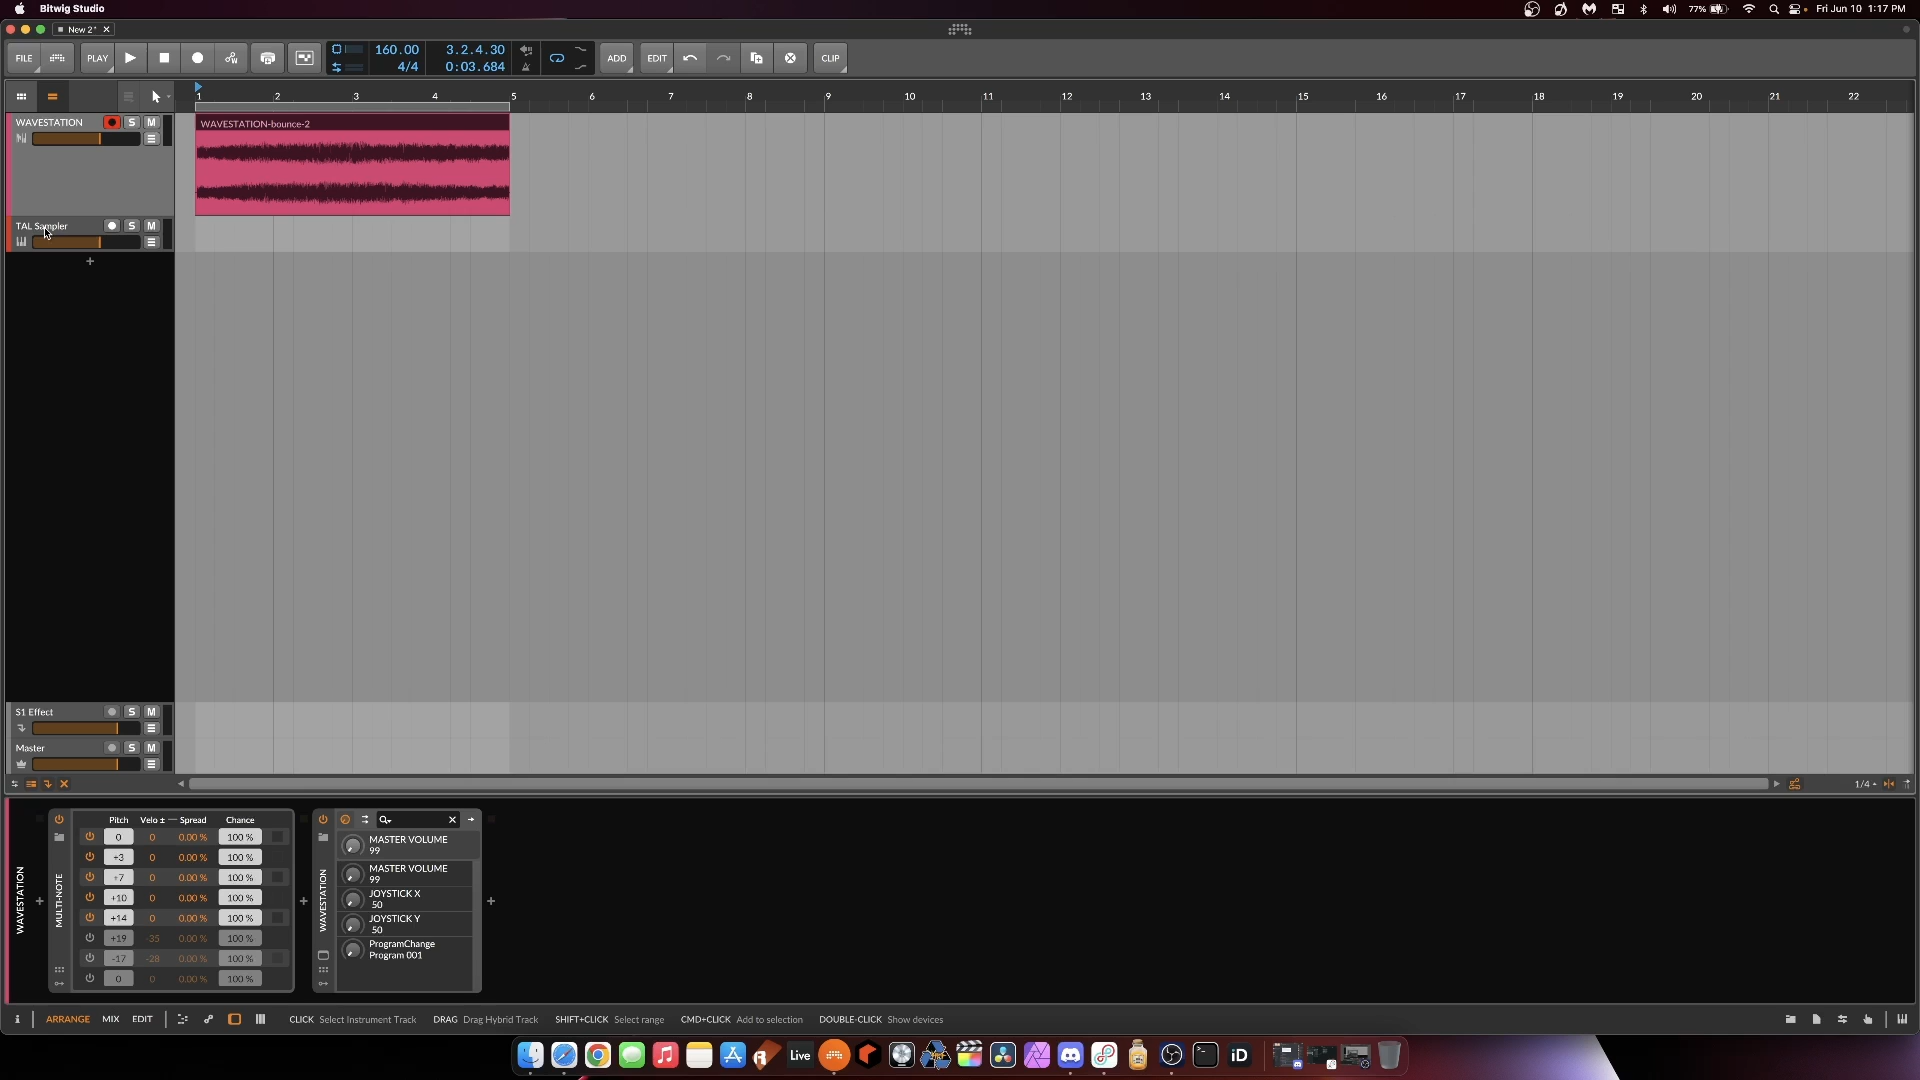 Bitwig Studio
77%
Fri Jun 10 1:17 PM
New 2*
FILE
PLAY
160.00
4/4
3.2.4.30
0:03.684
ADD
EDIT
CLIP
1 2 3 4 5 6 7 8 9 10 11 12 13 14 15 16 17 18 19 20 21 22
WAVESTATION S M
WAVESTATION-bounce-2
TAL Sampler S M
+
S1 Effect S M
Master S M
1/4
WAVESTATION
MULTI-NOTE
Pitch Velo ± Spread Chance
0 0 0.00 % 100 %
+3 0 0.00 % 100 %
+7 0 0.00 % 100 %
+10 0 0.00 % 100 %
+14 0 0.00 % 100 %
+19 -35 0.00 % 100 %
-17 -28 0.00 % 100 %
0 0 0.00 % 100 %
WAVESTATION
MASTER VOLUME
99
MASTER VOLUME
99
JOYSTICK X
50
JOYSTICK Y
50
ProgramChange
Program 001
i ARRANGE MIX EDIT
CLICK Select Instrument Track DRAG Drag Hybrid Track SHIFT+CLICK Select range CMD+CLICK Add to selection DOUBLE-CLICK Show devices
Live
iD